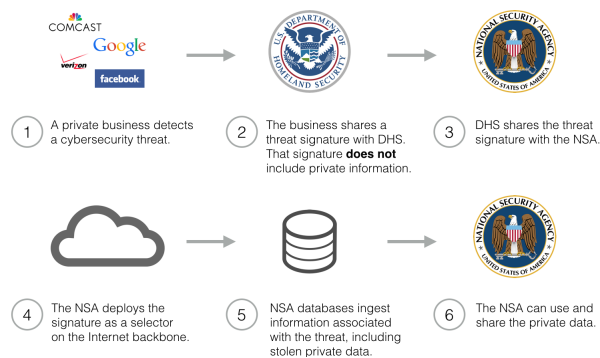 COMCAST
Google
verizon
facebook
U.S. DEPARTMENT OF
HOMELAND SECURITY
NATIONAL SECURITY AGENCY
UNITED STATES OF AMERICA
1
A private business detects
a cybersecurity threat.
2
The business shares a
threat signature with DHS.
That signature does not
include private information.
3
DHS shares the threat
signature with the NSA.
NATIONAL SECURITY AGENCY
UNITED STATES OF AMERICA
4
The NSA deploys the
signature as a selector
on the Internet backbone.
5
NSA databases ingest
information associated
with the threat, including
stolen private data.
6
The NSA can use and
share the private data.